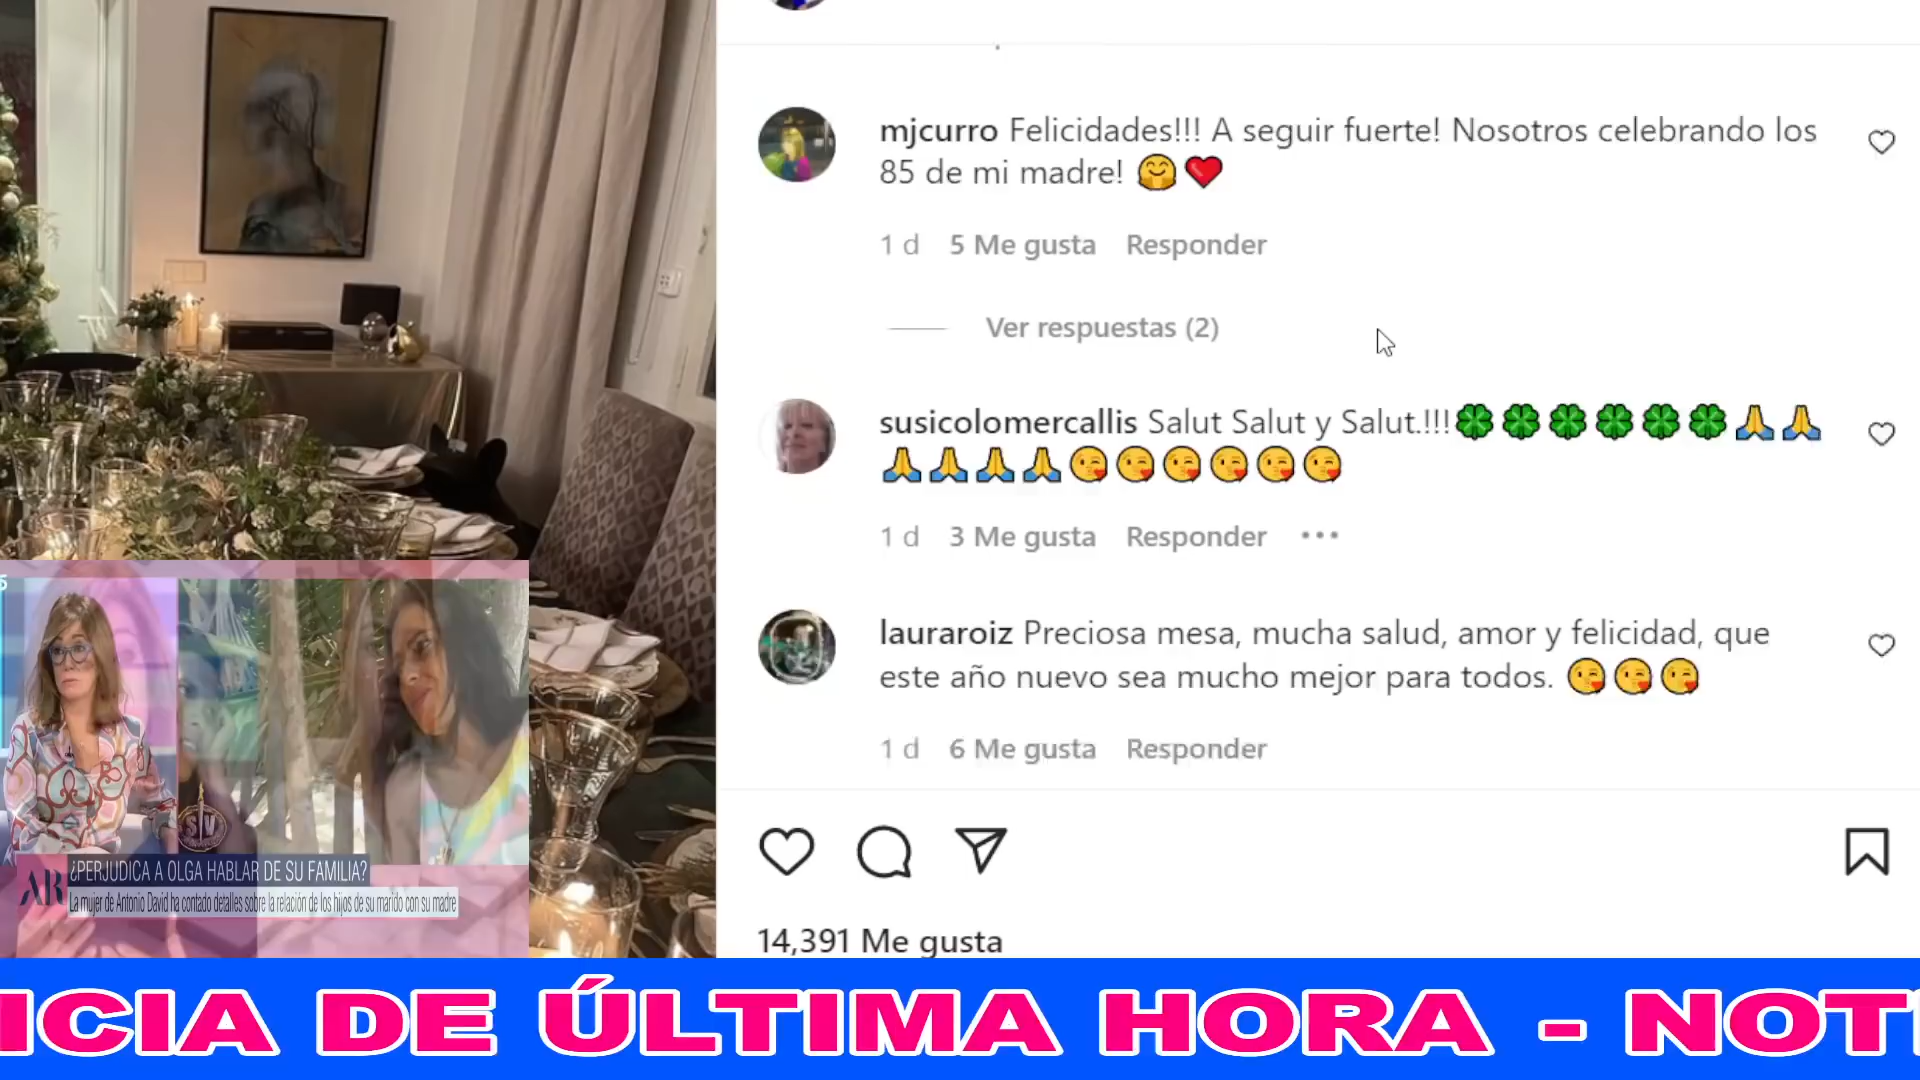 mjcurro Felicidades!!! A seguir fuerte! Nosotros celebrando los
85 de mi madre! 🤗❤️
1 d 5 Me gusta Responder
Ver respuestas (2)
susicolomercallis Salut Salut y Salut.!!!🍀🍀🍀🍀🍀🍀🙏🙏
🙏🙏🙏🙏😘😘😘😘😘😘
1 d 3 Me gusta Responder
lauraroiz Preciosa mesa, mucha salud, amor y felicidad, que
este año nuevo sea mucho mejor para todos. 😘😘😘
1 d 6 Me gusta Responder
14,391 Me gusta
SV
AR
¿PERJUDICA A OLGA HABLAR DE SU FAMILIA?
La mujer de Antonio David ha contado detalles sobre la relación de los hijos de su marido con su madre
ICIA DE ÚLTIMA HORA - NOT